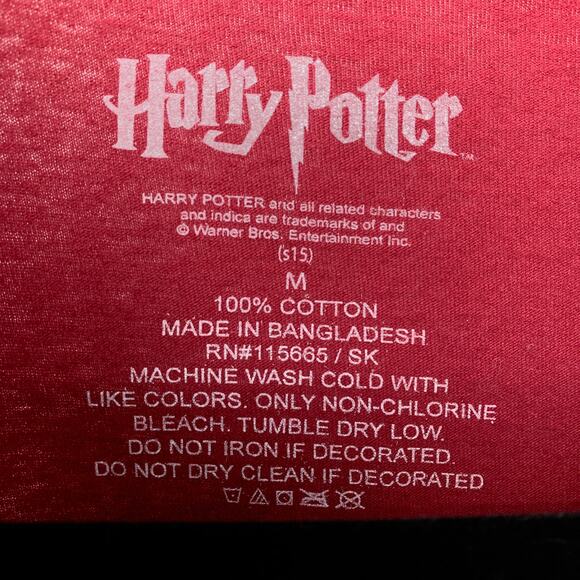 Harry Potter TM
HARRY POTTER and all related characters
and indica are trademarks of and
© Warner Bros. Entertainment Inc.
(s15)
M
100% COTTON
MADE IN BANGLADESH
RN#115665 / SK
MACHINE WASH COLD WITH
LIKE COLORS. ONLY NON-CHLORINE
BLEACH. TUMBLE DRY LOW.
DO NOT IRON IF DECORATED.
DO NOT DRY CLEAN IF DECORATED